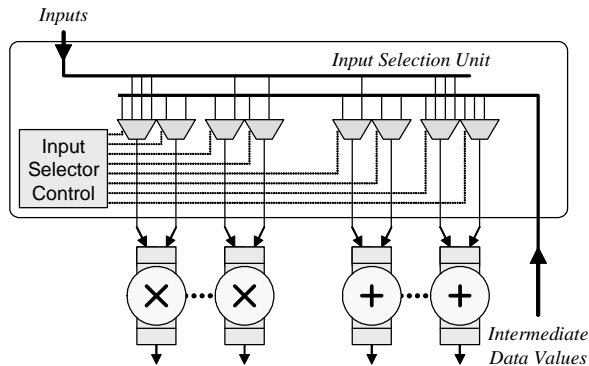 Inputs
Input Selection Unit
Input
Selector
Control
× × + +
Intermediate
Data Values